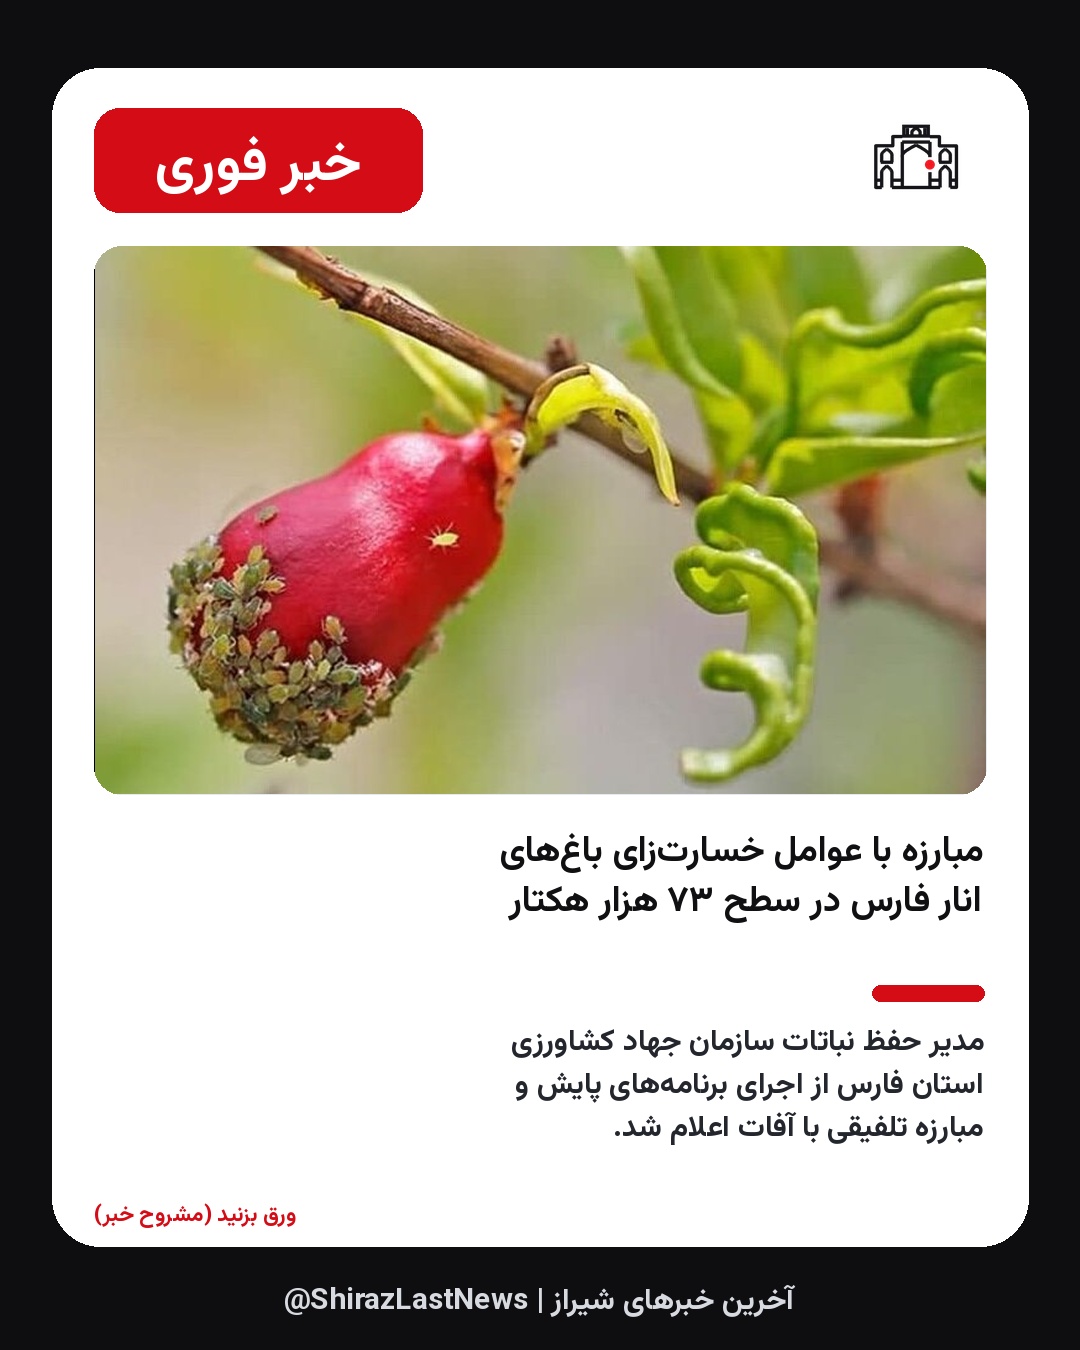 خبر فوری
مبارزه با عوامل خسارت‌زای باغ‌های
انار فارس در سطح ۷۳ هزار هکتار
مدیر حفظ نباتات سازمان جهاد کشاورزی
استان فارس از اجرای برنامه‌های پایش و
مبارزه تلفیقی با آفات اعلام شد.
ورق بزنید (مشروح خبر)
آخرین خبرهای شیراز | @ShirazLastNews